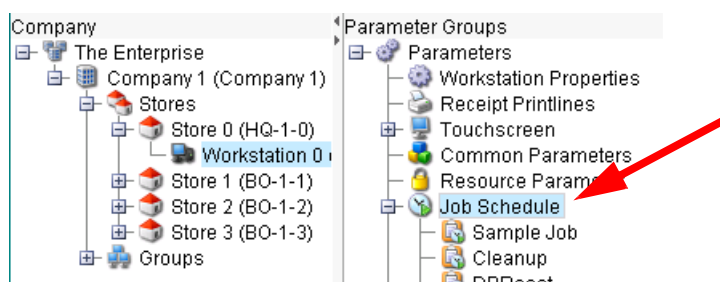 Company
The Enterprise
Company 1 (Company 1)
Stores
Store 0 (HQ-1-0)
Workstation 0
Store 1 (BO-1-1)
Store 2 (BO-1-2)
Store 3 (BO-1-3)
Groups
Parameter Groups
Parameters
Workstation Properties
Receipt Printlines
Touchscreen
Common Parameters
Resource Param
Job Schedule
Sample Job
Cleanup